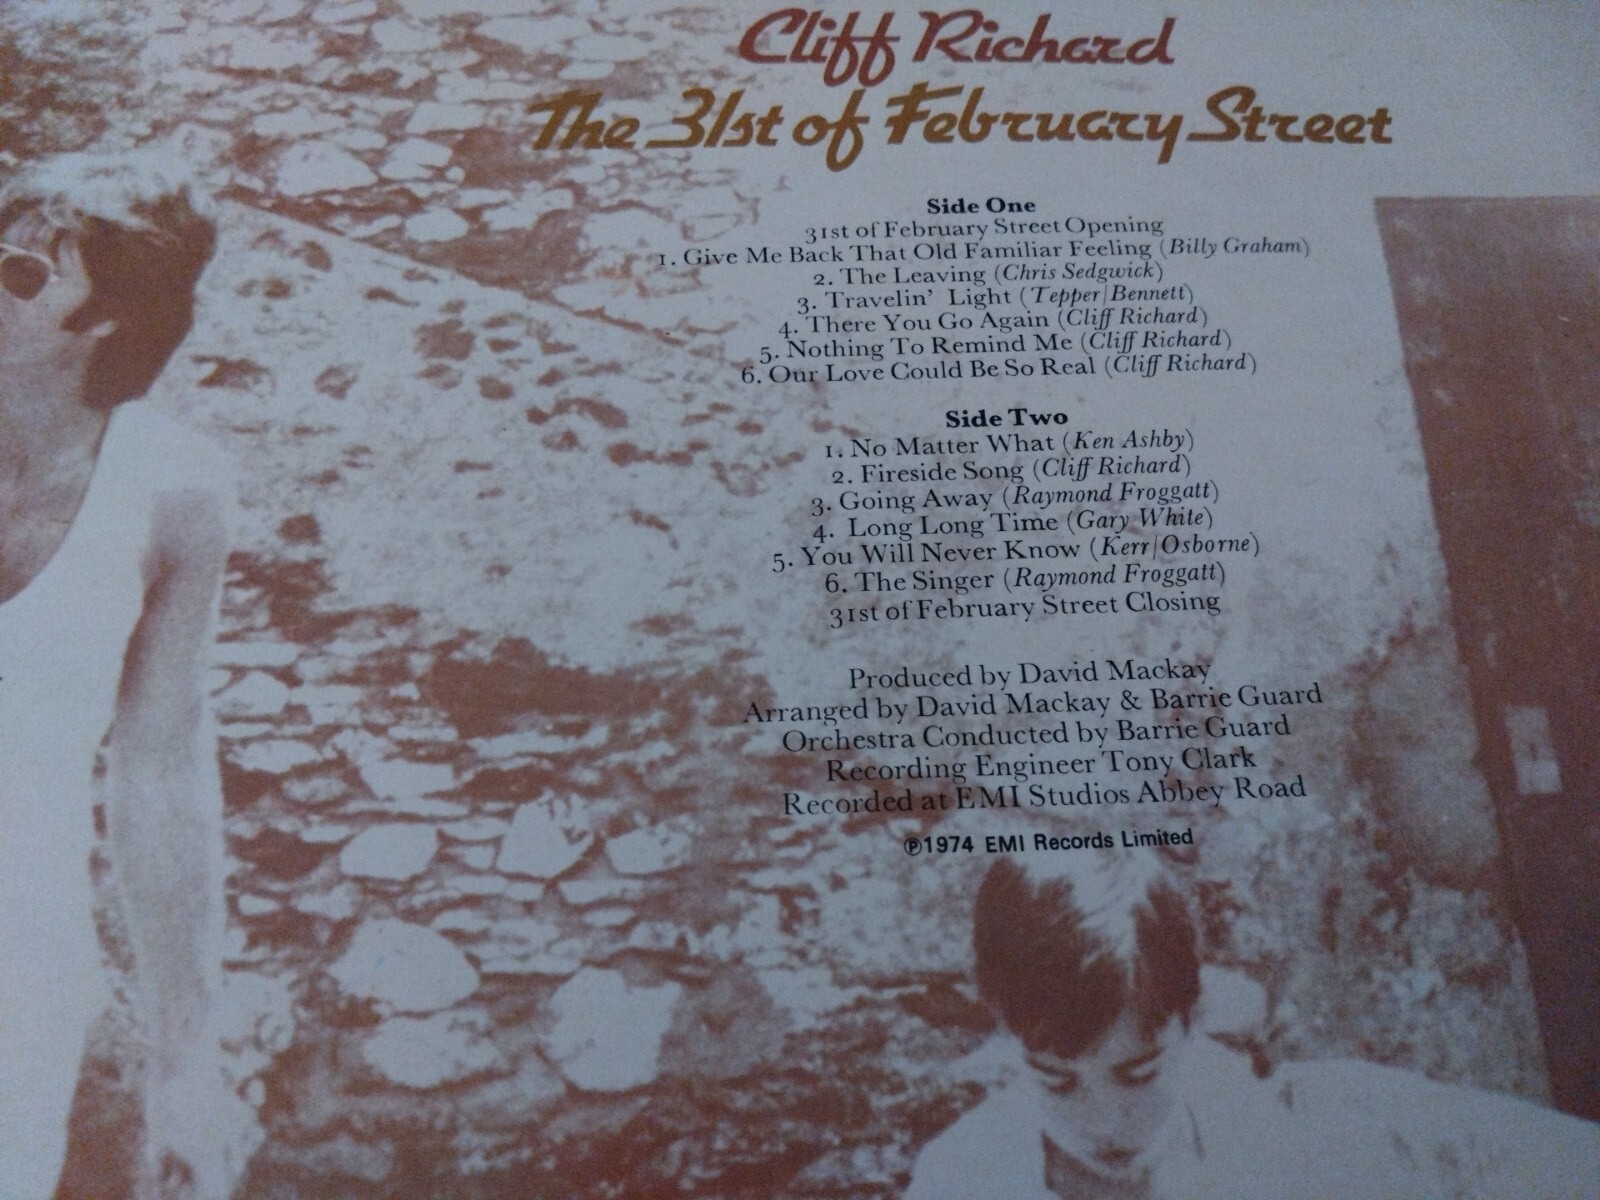 Cliff Richard
The 31st of February Street
Side One
31st of February Street Opening
1. Give Me Back That Old Familiar Feeling (Billy Graham)
2. The Leaving (Chris Sedgwick)
3. Travelin' Light (Tepper/Bennett)
4. There You Go Again (Cliff Richard)
5. Nothing To Remind Me (Cliff Richard)
6. Our Love Could Be So Real (Cliff Richard)
Side Two
1. No Matter What (Ken Ashby)
2. Fireside Song (Cliff Richard)
3. Going Away (Raymond Froggatt)
4. Long Long Time (Gary White)
5. You Will Never Know (Kerr/Osborne)
6. The Singer (Raymond Froggatt)
31st of February Street Closing
Produced by David Mackay
Arranged by David Mackay & Barrie Guard
Orchestra Conducted by Barrie Guard
Recording Engineer Tony Clark
Recorded at EMI Studios Abbey Road
℗1974 EMI Records Limited